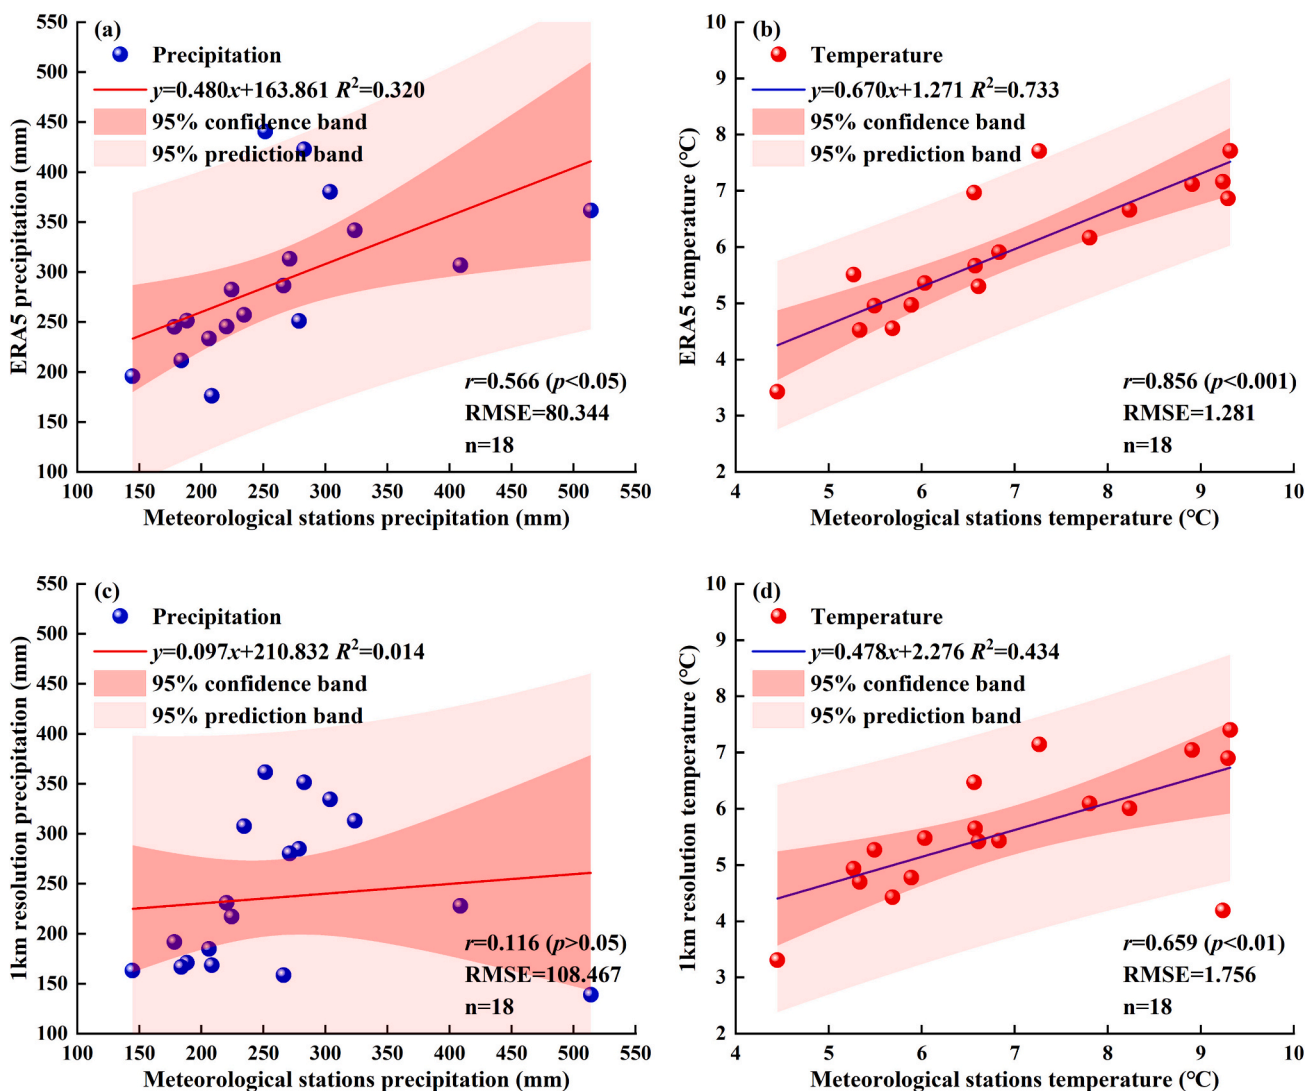 (a)
Precipitation
y=0.480x+163.861 R²=0.320
95% confidence band
95% prediction band
r=0.566 (p<0.05)
RMSE=80.344
n=18
ERA5 precipitation (mm)
550
500
450
400
350
300
250
200
150
100
100 150 200 250 300 350 400 450 500 550
Meteorological stations precipitation (mm)
(b)
Temperature
y=0.670x+1.271 R²=0.733
95% confidence band
95% prediction band
r=0.856 (p<0.001)
RMSE=1.281
n=18
ERA5 temperature (°C)
10
9
8
7
6
5
4
3
2
4 5 6 7 8 9 10
Meteorological stations temperature (°C)
(c)
Precipitation
y=0.097x+210.832 R²=0.014
95% confidence band
95% prediction band
r=0.116 (p>0.05)
RMSE=108.467
n=18
1km resolution precipitation (mm)
550
500
450
400
350
300
250
200
150
100
100 150 200 250 300 350 400 450 500 550
Meteorological stations precipitation (mm)
(d)
Temperature
y=0.478x+2.276 R²=0.434
95% confidence band
95% prediction band
r=0.659 (p<0.01)
RMSE=1.756
n=18
1km resolution temperature (°C)
10
9
8
7
6
5
4
3
2
4 5 6 7 8 9 10
Meteorological stations temperature (°C)